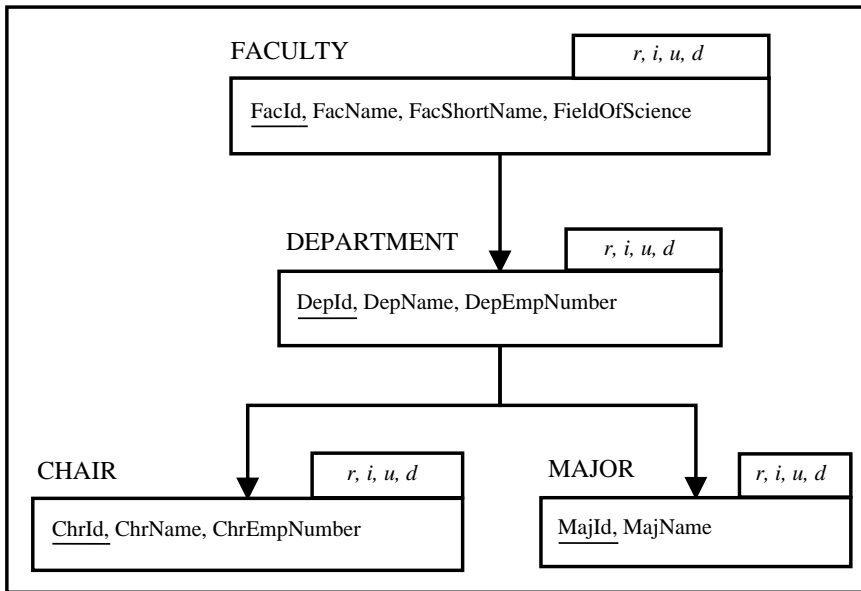 FACULTY
r, i, u, d
FacId, FacName, FacShortName, FieldOfScience
DEPARTMENT
r, i, u, d
DepId, DepName, DepEmpNumber
CHAIR
r, i, u, d
ChrId, ChrName, ChrEmpNumber
MAJOR
r, i, u, d
MajId, MajName